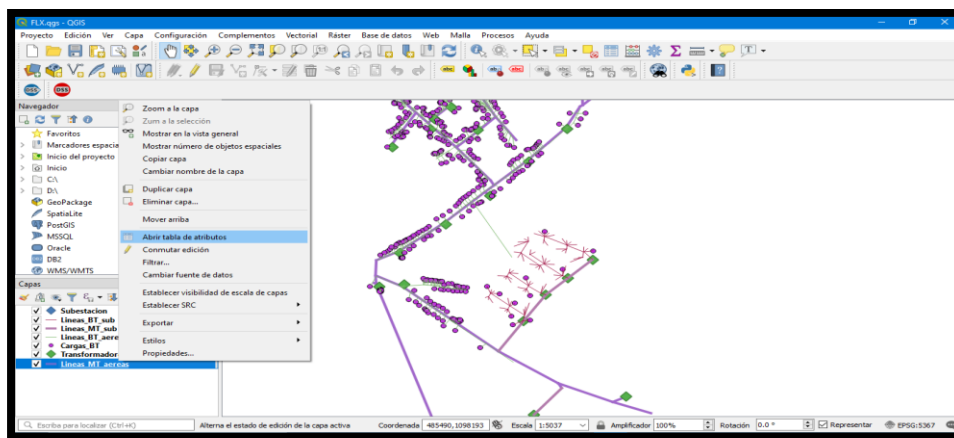 FLX.qgs - QGIS
Proyecto Edición Ver Capa Configuración Complementos Vectorial Ráster Base de datos Web Malla Procesos Ayuda
Navegador
Favoritos
Marcadores espacia
Inicio del proyecto
Inicio
C:\
D:\
GeoPackage
SpatiaLite
PostGIS
MSSQL
Oracle
DB2
WMS/WMTS
Capas
Subestacion
Lineas_BT_sub
Lineas_MT_sub
Lineas_BT_aere
Cargas_BT
Transformador
Lineas_MT_aereas
Zoom a la capa
Zum a la selección
Mostrar en la vista general
Mostrar número de objetos espaciales
Copiar capa
Cambiar nombre de la capa
Duplicar capa
Eliminar capa...
Mover arriba
Abrir tabla de atributos
Conmutar edición
Filtrar...
Cambiar fuente de datos
Establecer visibilidad de escala de capas
Establecer SRC
Exportar
Estilos
Propiedades...
Escriba para localizar (Ctrl+K) Alterna el estado de edición de la capa activa Coordenada 485490,1098193 Escala 1:5037 Amplificador 100% Rotación 0.0 ° Representar EPSG:5367